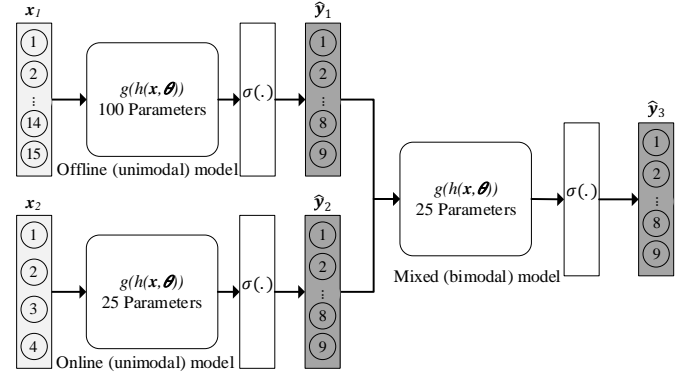 x₁
1
2
⋮
14
15
g(h(x,θ))
100 Parameters
σ(.)
ŷ₁
1
2
⋮
8
9
Offline (unimodal) model
x₂
1
2
3
4
g(h(x,θ))
25 Parameters
σ(.)
ŷ₂
1
2
⋮
8
9
Online (unimodal) model
g(h(x,θ))
25 Parameters
σ(.)
ŷ₃
1
2
⋮
8
9
Mixed (bimodal) model